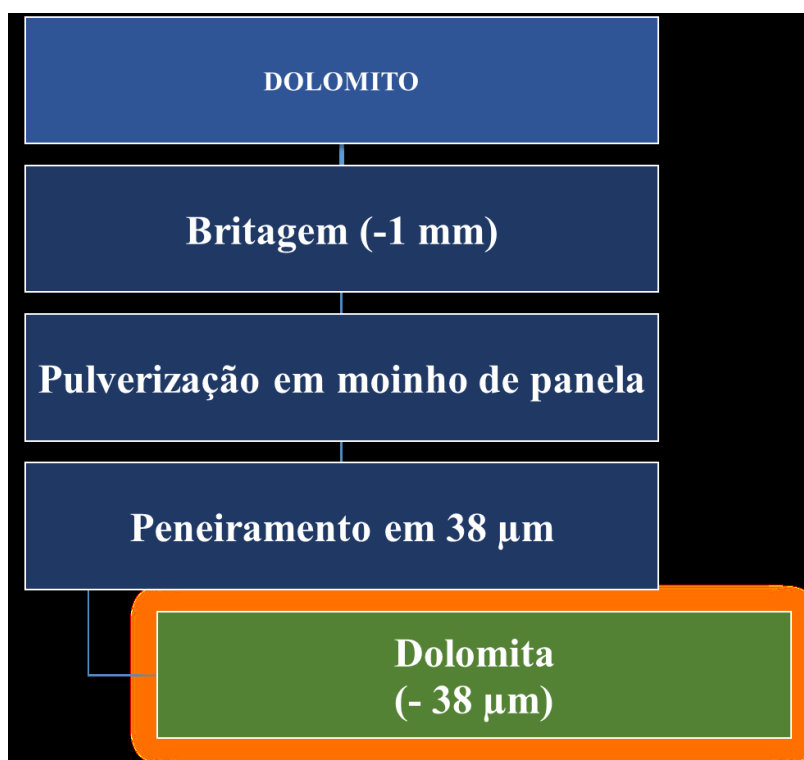 DOLOMITO
Britagem (-1 mm)
Pulverização em moinho de panela
Peneiramento em 38 µm
Dolomita
(- 38 µm)